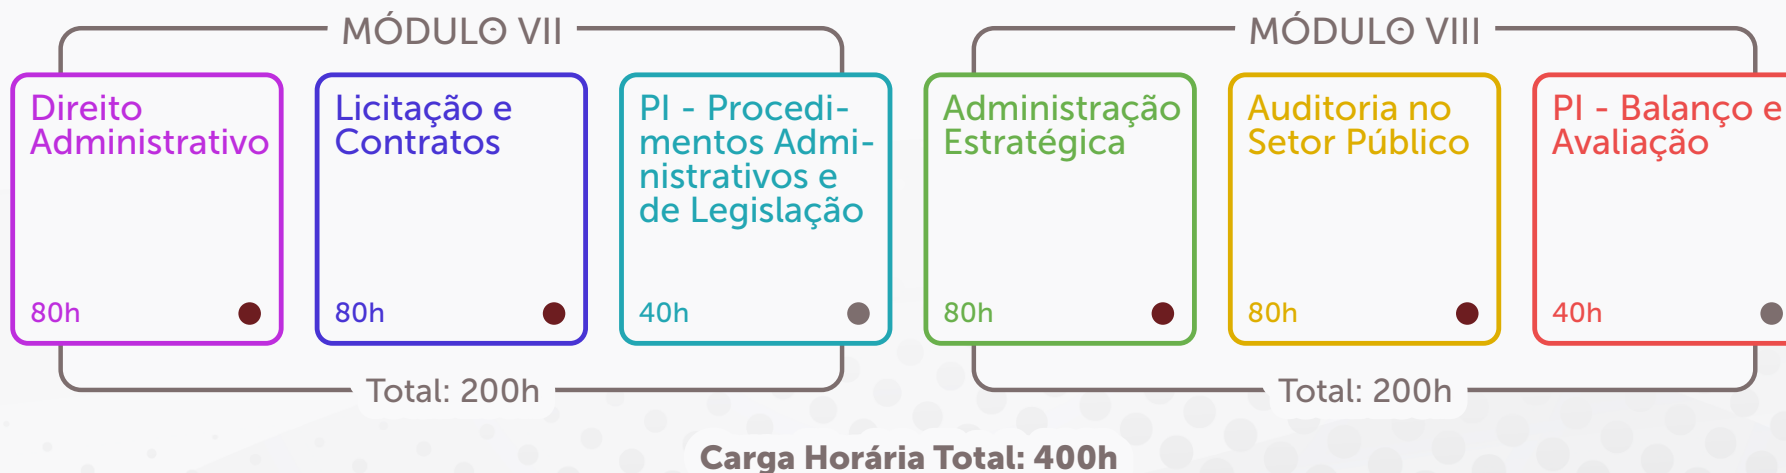 MÓDULO VII
Direito
Administrativo
80h
Licitação e
Contratos
80h
PI - Procedi-
mentos Admi-
nistrativos e
de Legislação
40h
Total: 200h
MÓDULO VIII
Administração
Estratégica
80h
Auditoria no
Setor Público
80h
PI - Balanço e
Avaliação
40h
Total: 200h
Carga Horária Total: 400h